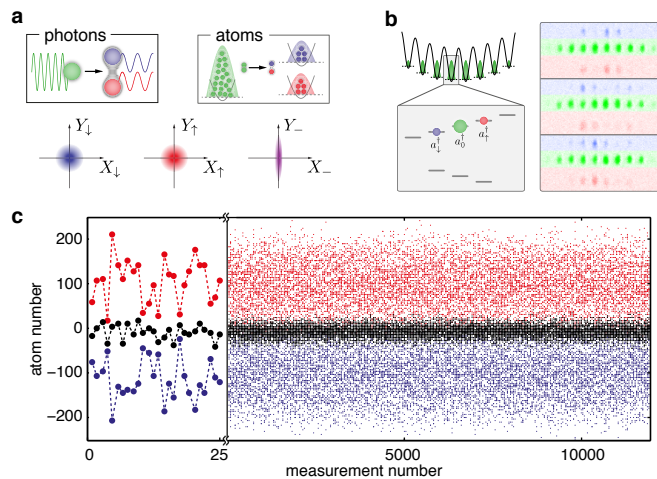 a
photons
atoms
Y↓
X↓
Y↑
X↑
Y−
X−
b
a†↓
a†0
a†↑
c
atom number
200
100
0
−100
−200
0
25
5000
10000
measurement number